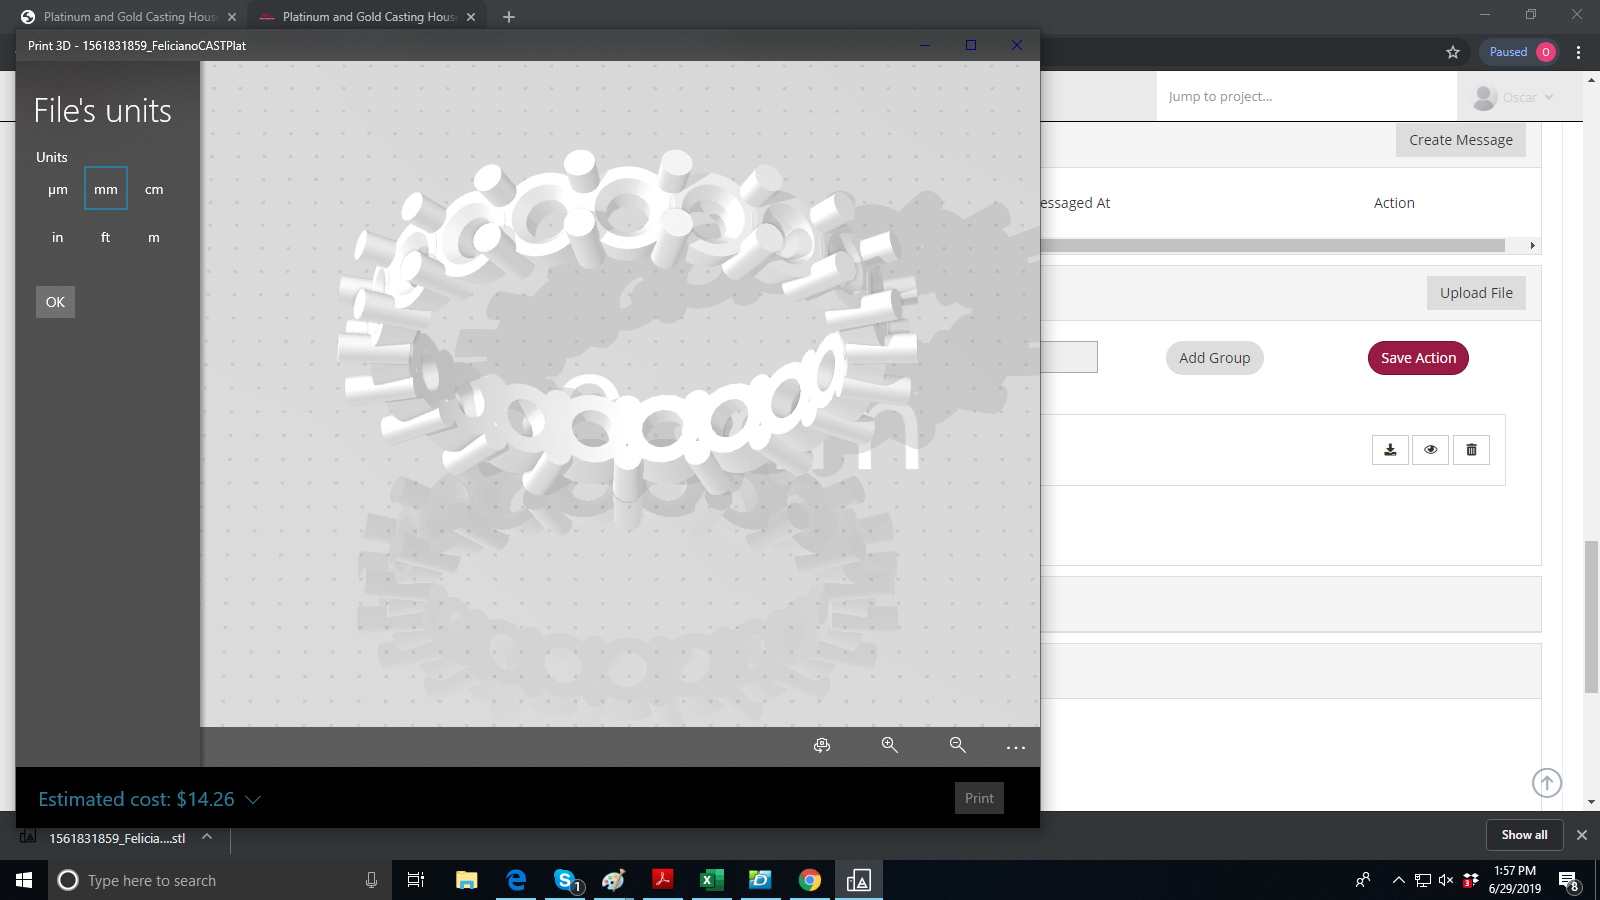 Platinum and Gold Casting Hous
Platinum and Gold Casting Hous
Print 3D - 1561831859_FelicianoCASTPlat
Paused 0
File's units
Units
µm mm cm
in ft m
OK
Jump to project...
Oscar
Create Message
essaged At
Action
Upload File
Add Group
Save Action
Estimated cost: $14.26
Print
1561831859_Felicia....stl
Show all
Type here to search
1
3
1:57 PM
6/29/2019
8